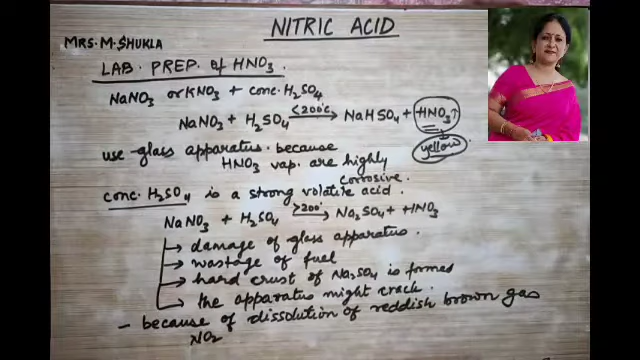 NITRIC ACID
MRS. M. SHUKLA
LAB. PREP. of HNO3.
NaNO3 or KNO3 + conc. H2SO4
NaNO3 + H2SO4 <200°C→ NaHSO4 + HNO3↑
use glass apparatus. because yellow
HNO3 vap. are highly
corrosive.
conc. H2SO4 is a strong volatile acid.
NaNO3 + H2SO4 >200°→ Na2SO4 + HNO3
→ damage of glass apparatus.
→ wastage of fuel
→ hard crust of Na2SO4 is formed
→ the apparatus might crack.
- because of dissolution of reddish brown gas
NO2